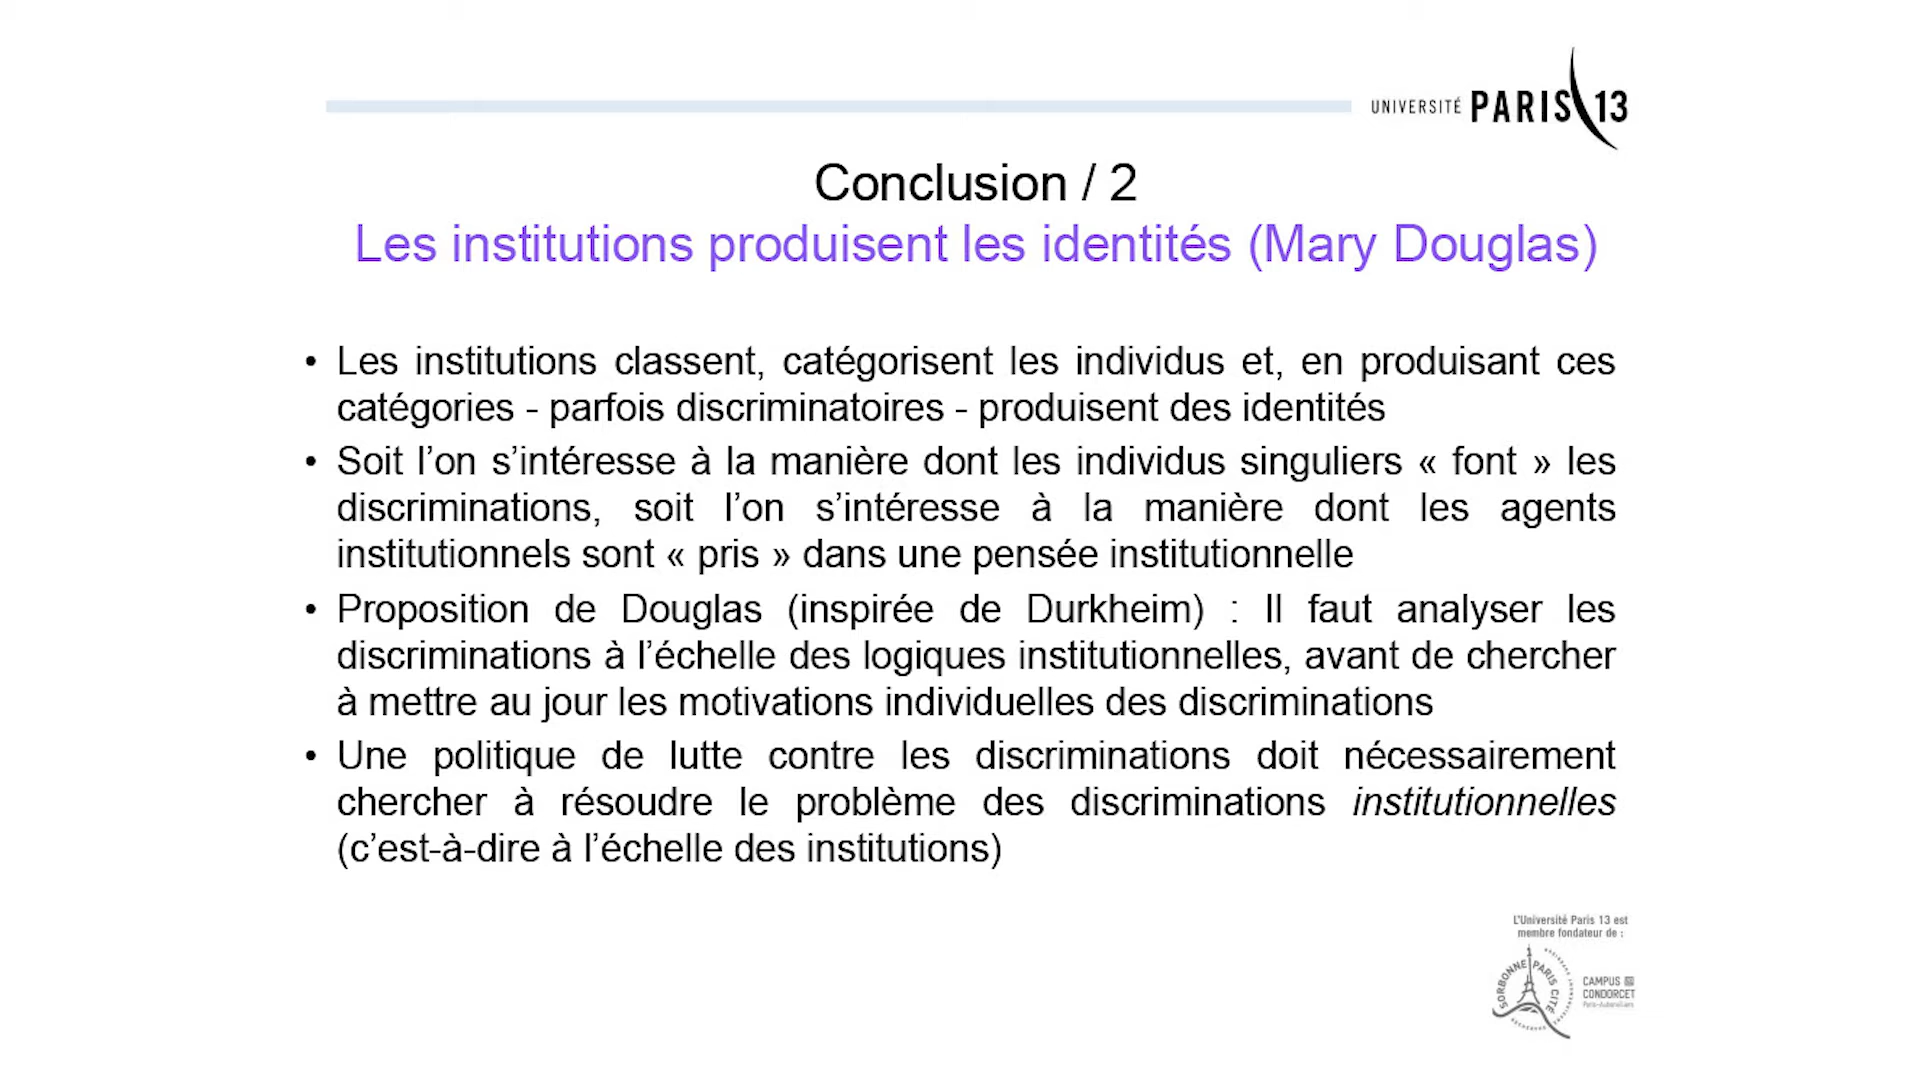 UNIVERSITÉ PARIS 13
Conclusion / 2
Les institutions produisent les identités (Mary Douglas)
• Les institutions classent, catégorisent les individus et, en produisant ces
catégories - parfois discriminatoires - produisent des identités
• Soit l’on s’intéresse à la manière dont les individus singuliers « font » les
discriminations, soit l’on s’intéresse à la manière dont les agents
institutionnels sont « pris » dans une pensée institutionnelle
• Proposition de Douglas (inspirée de Durkheim) : Il faut analyser les
discriminations à l’échelle des logiques institutionnelles, avant de chercher
à mettre au jour les motivations individuelles des discriminations
• Une politique de lutte contre les discriminations doit nécessairement
chercher à résoudre le problème des discriminations institutionnelles
(c’est-à-dire à l’échelle des institutions)
L'Université Paris 13 est
membre fondateur de :
SORBONNE PARIS CITÉ
CAMPUS
CONDORCET